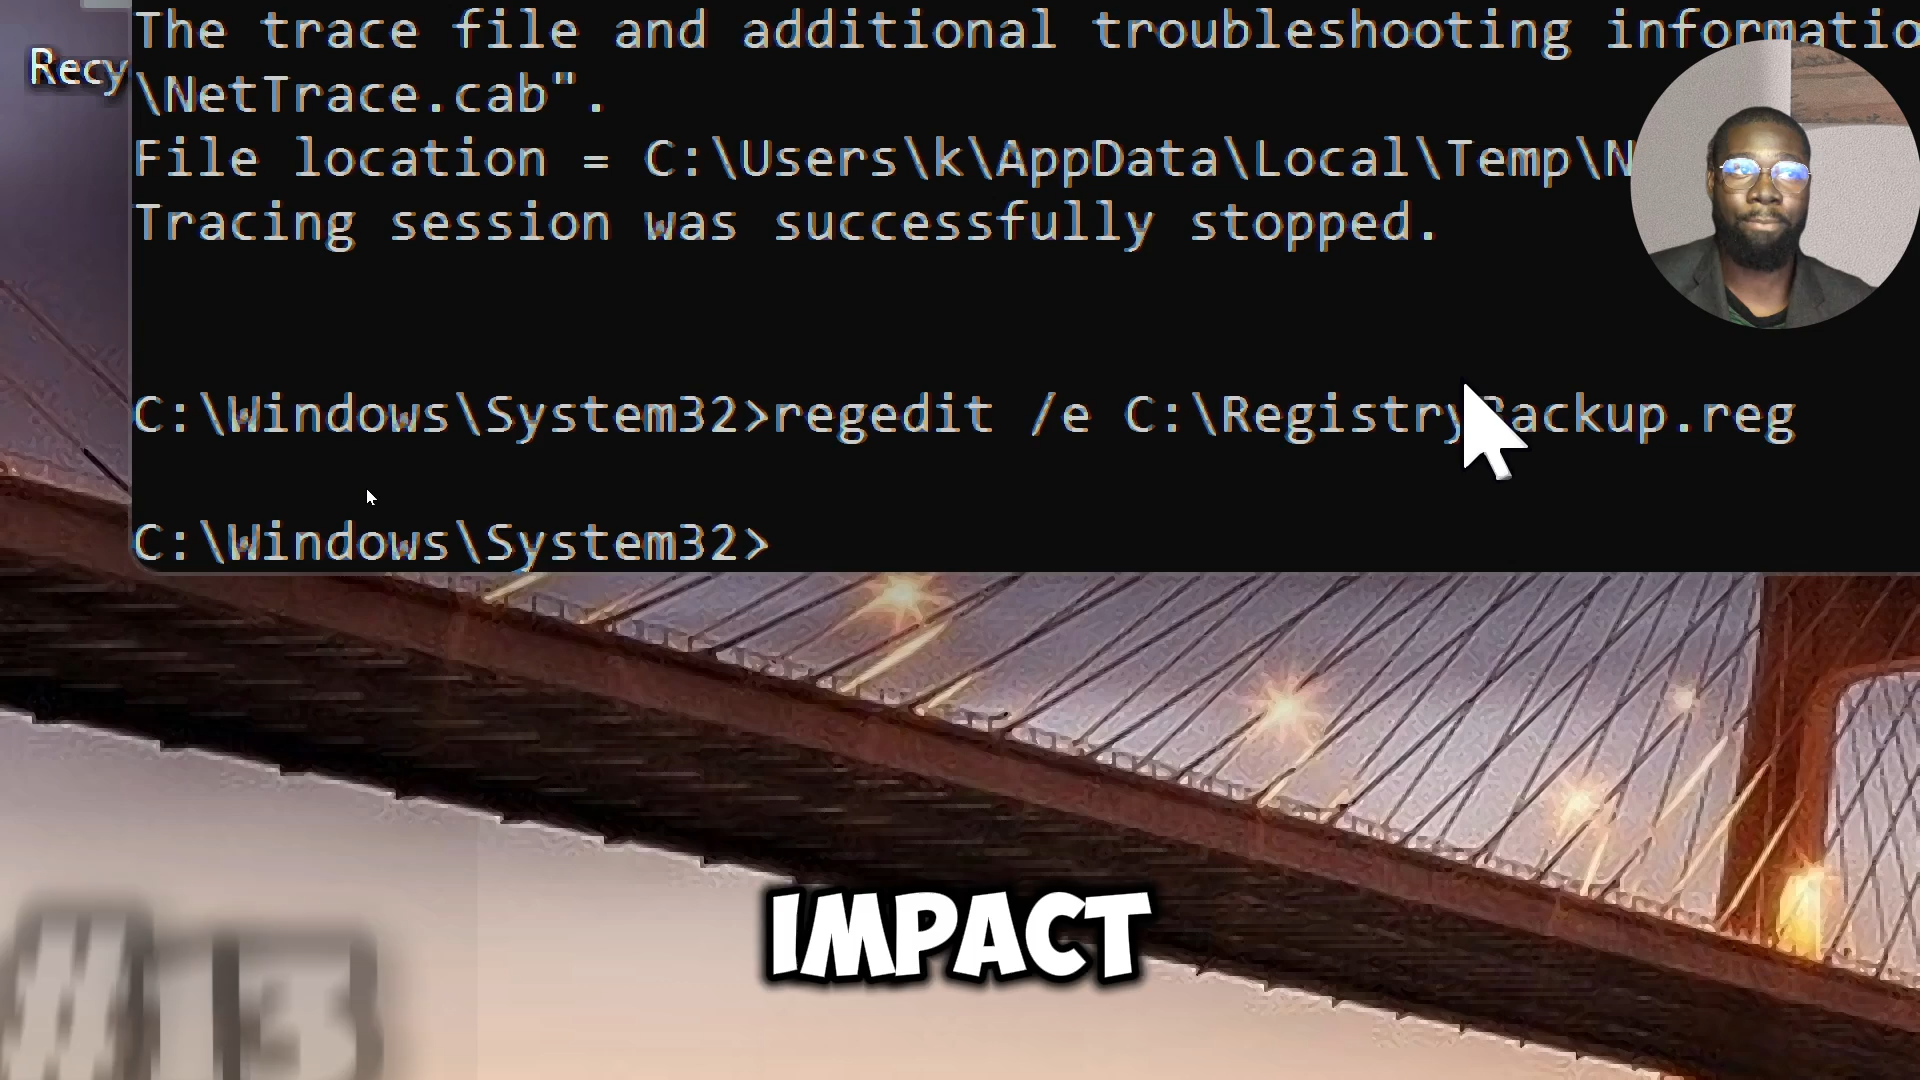 The trace file and additional troubleshooting informatio
Recy
\NetTrace.cab".
File location = C:\Users\k\AppData\Local\Temp\N
Tracing session was successfully stopped.
C:\Windows\System32>regedit /e C:\RegistryBackup.reg
C:\Windows\System32>
IMPACT
#13